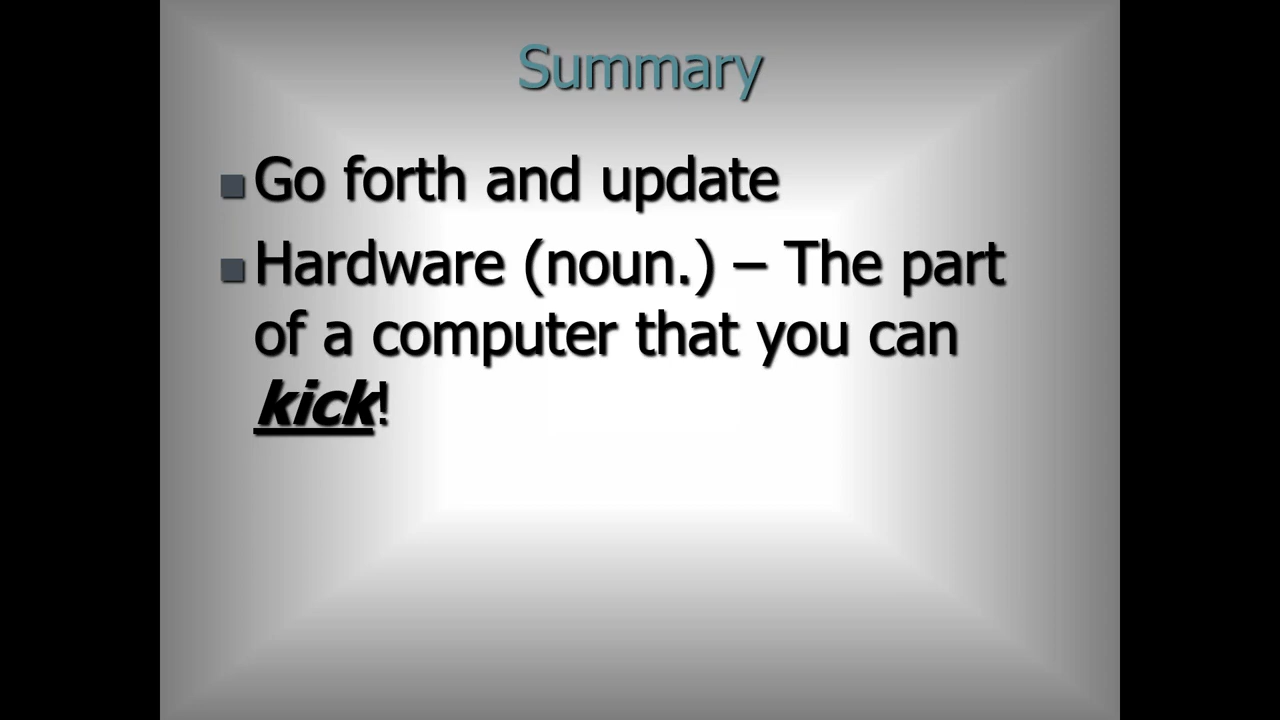 Summary
Go forth and update
Hardware (noun.) – The part
of a computer that you can
kick!